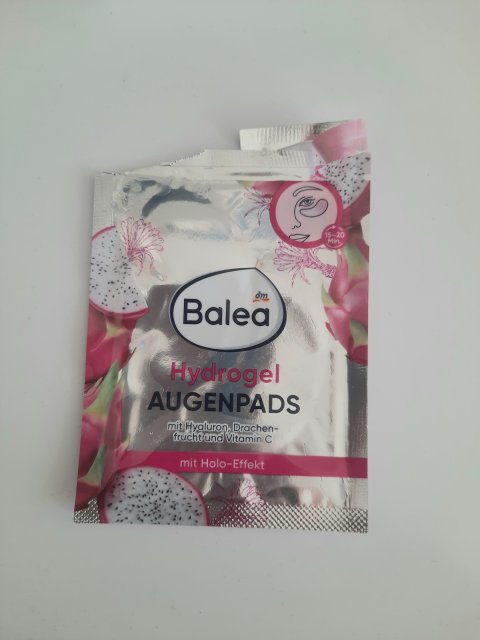 15-20
Min.
dm
Balea
Hydrogel
AUGENPADS
mit Hyaluron, Drachen-
frucht und Vitamin C
mit Holo-Effekt